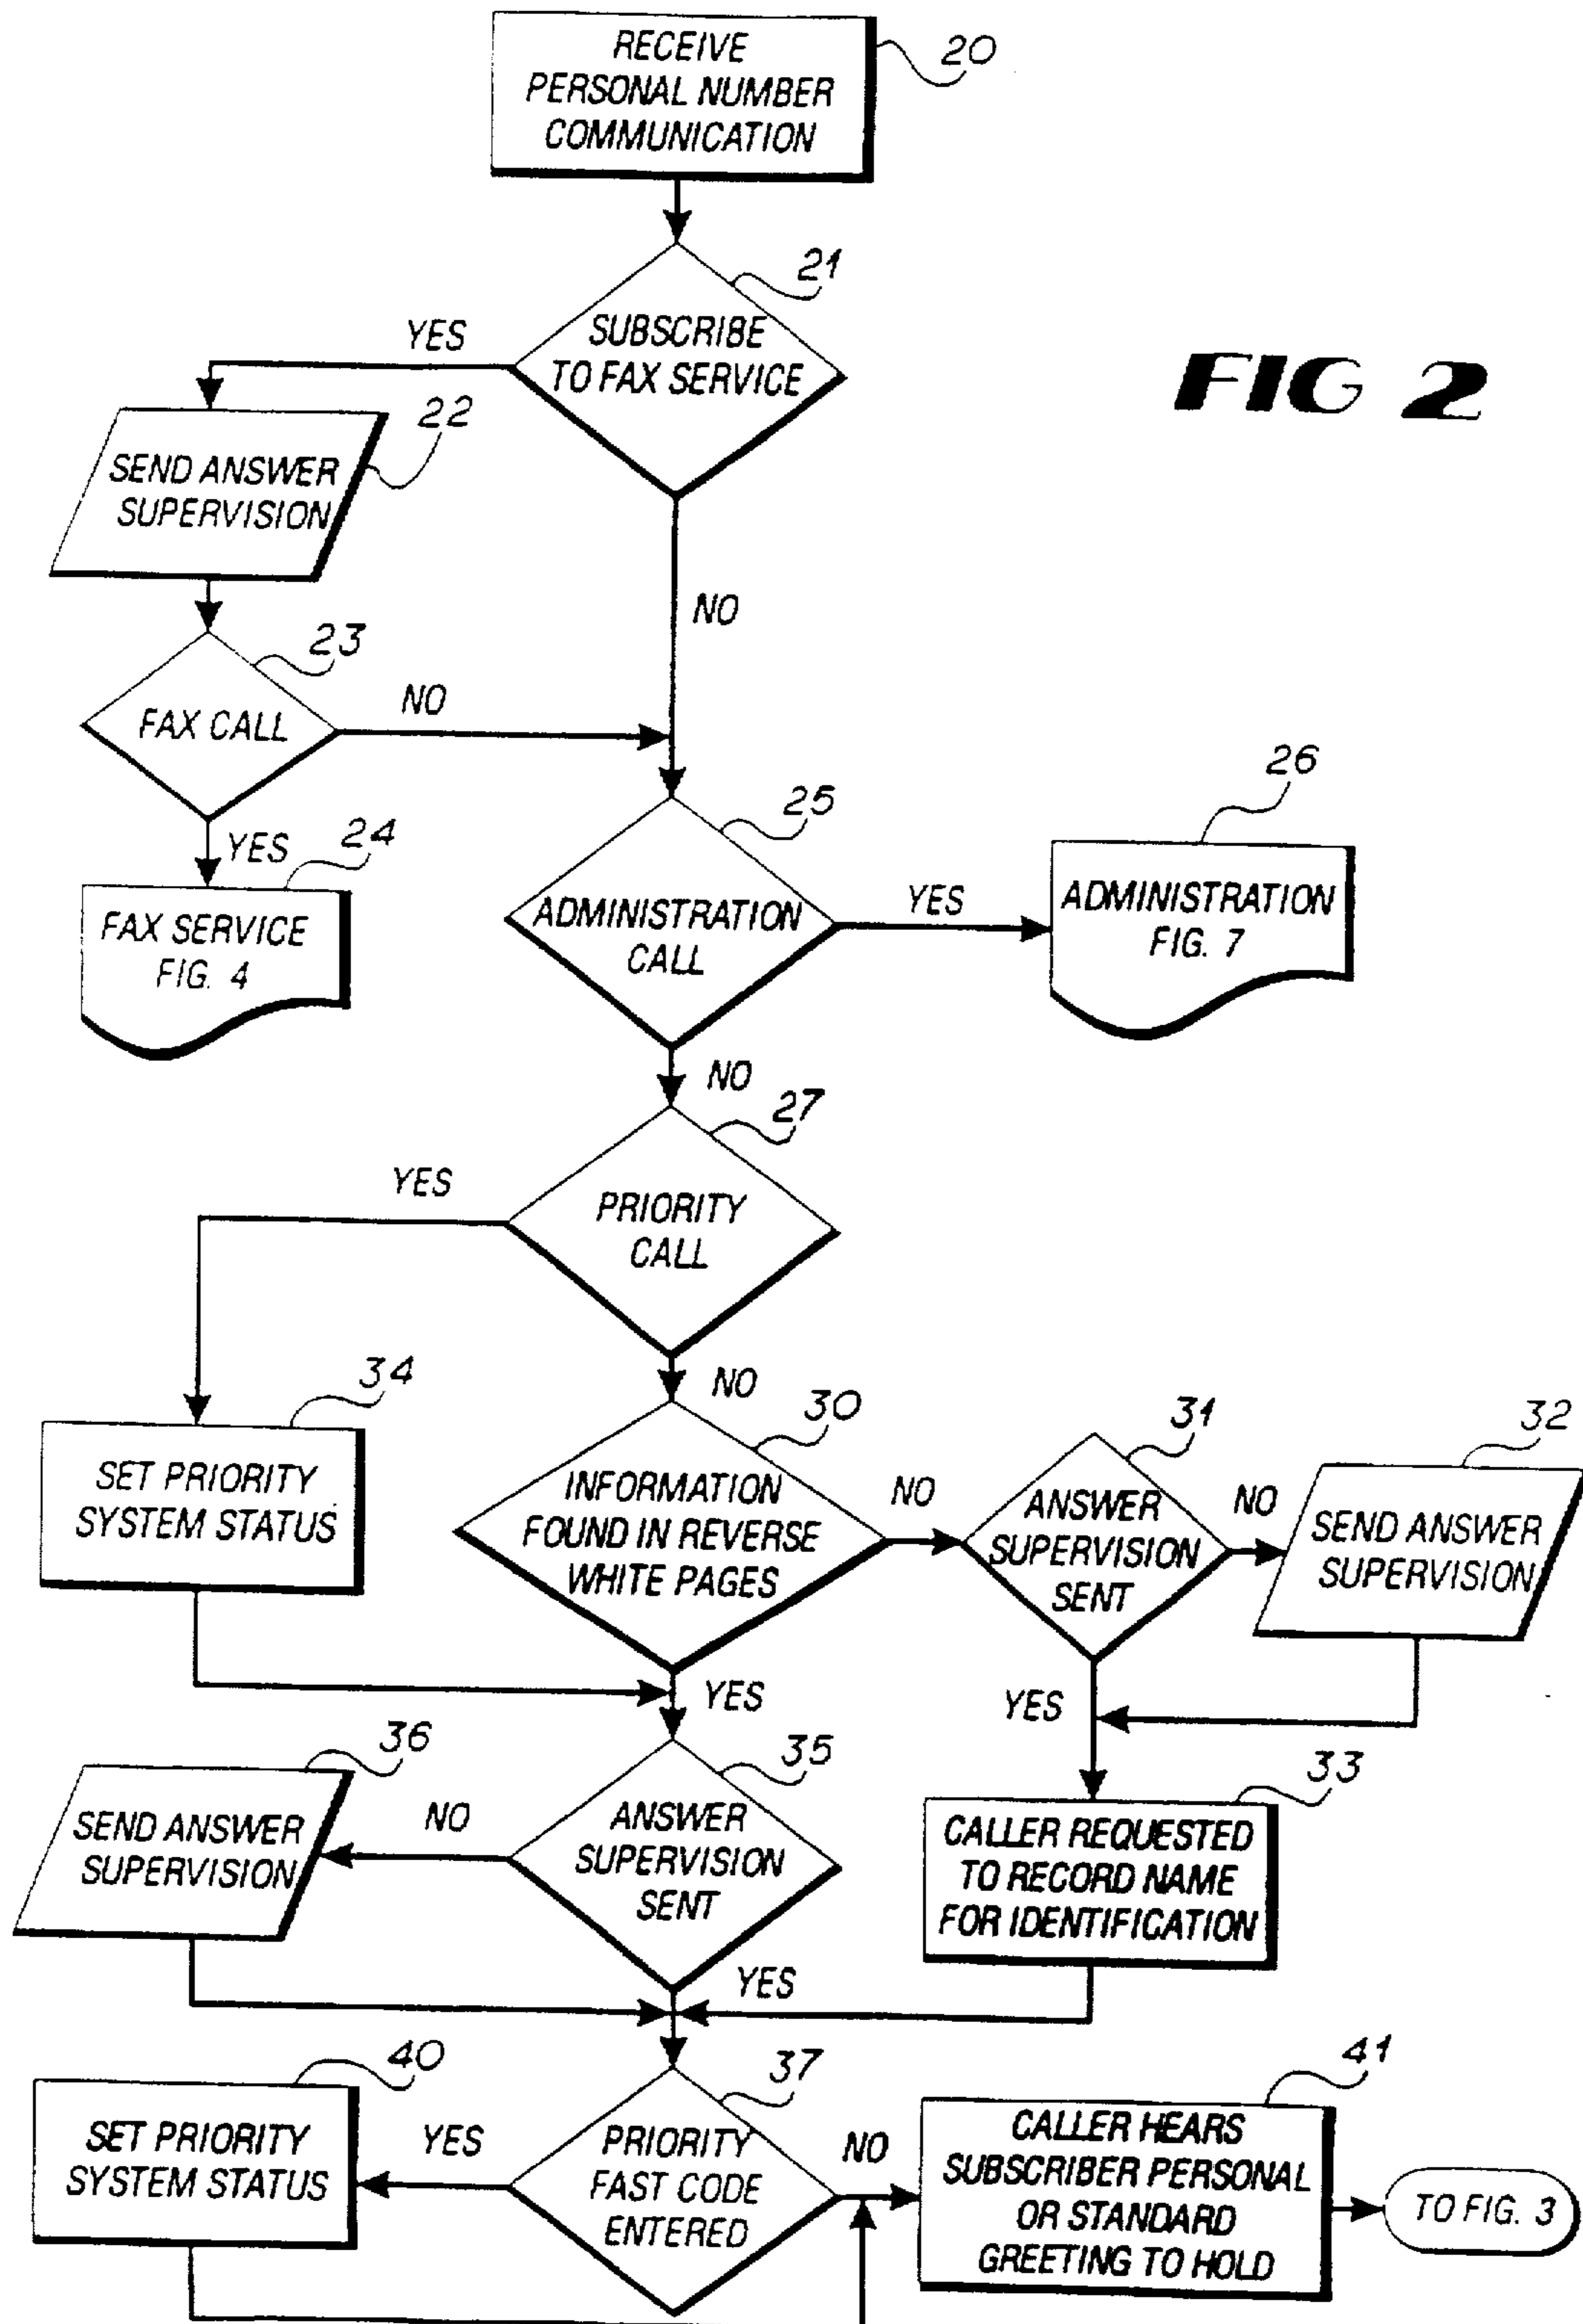 RECEIVE
PERSONAL NUMBER
COMMUNICATION
20
21
SUBSCRIBE
TO FAX SERVICE
YES
FIG 2
22
SEND ANSWER
SUPERVISION
NO
23
FAX CALL
NO
YES
24
FAX SERVICE
FIG. 4
25
ADMINISTRATION
CALL
YES
26
ADMINISTRATION
FIG. 7
NO
27
PRIORITY
CALL
YES
NO
34
SET PRIORITY
SYSTEM STATUS
30
INFORMATION
FOUND IN REVERSE
WHITE PAGES
NO
31
ANSWER
SUPERVISION
SENT
NO
32
SEND ANSWER
SUPERVISION
YES
YES
36
SEND ANSWER
SUPERVISION
NO
35
ANSWER
SUPERVISION
SENT
33
CALLER REQUESTED
TO RECORD NAME
FOR IDENTIFICATION
YES
40
SET PRIORITY
SYSTEM STATUS
YES
37
PRIORITY
FAST CODE
ENTERED
NO
41
CALLER HEARS
SUBSCRIBER PERSONAL
OR STANDARD
GREETING TO HOLD
TO FIG. 3